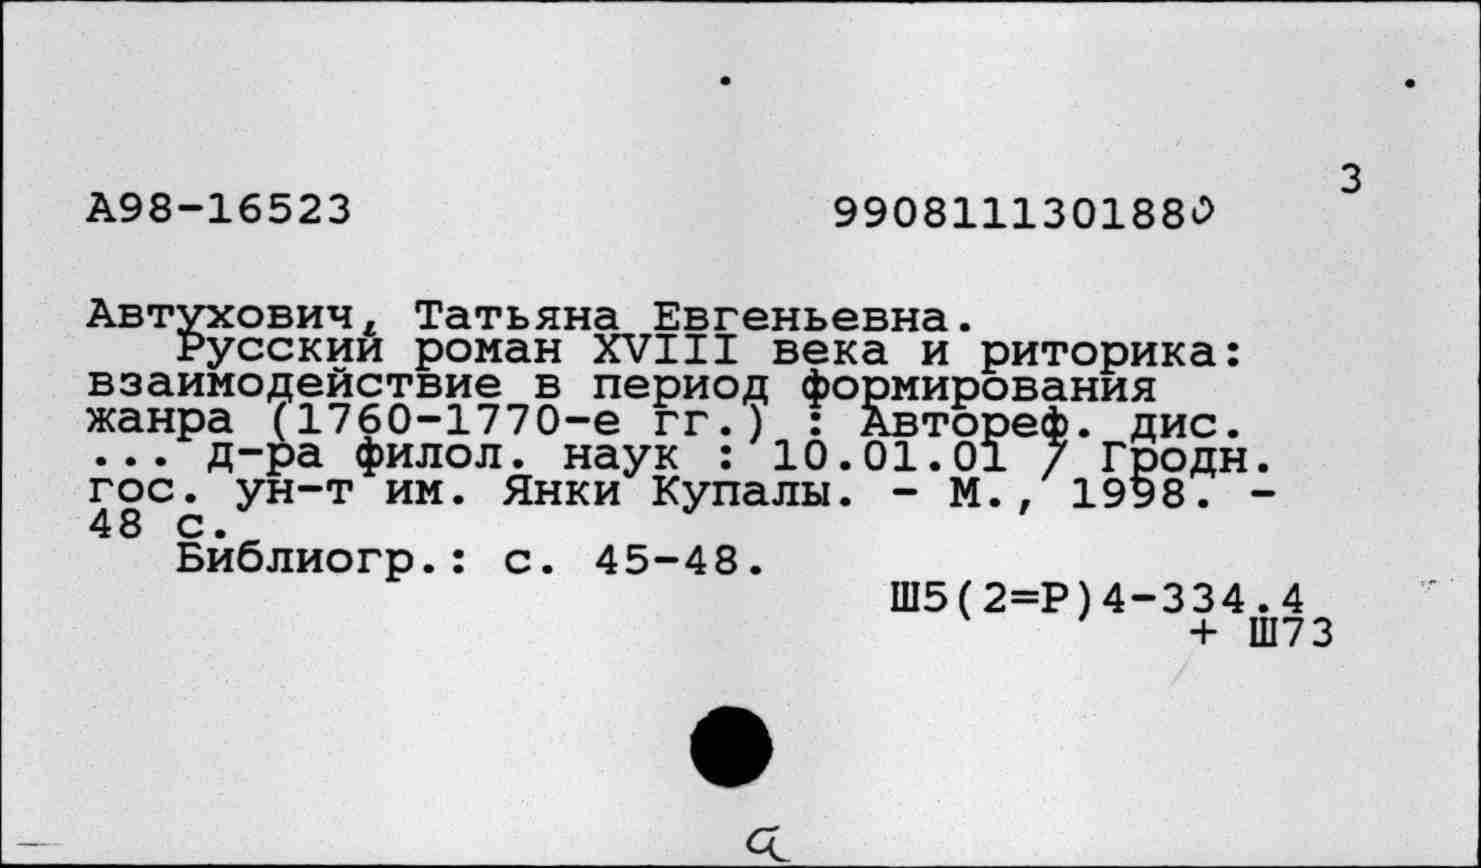 3
А98-16523 990811130188
Автухович, Татьяна Евгеньевна.
Русский роман XVIII века и риторика:
взаимодействие в период формирования
жанра (1760-1770-е гг.) : Автореф. дис.
... д-ра филол. наук : 10.01.01 / Гродн.
гос. ун-т им. Янки Купалы. - М., 1998. -
48 с.
Библиогр.: с. 45-48.
Ш5(2=Р)4-334.4
+ Ш73